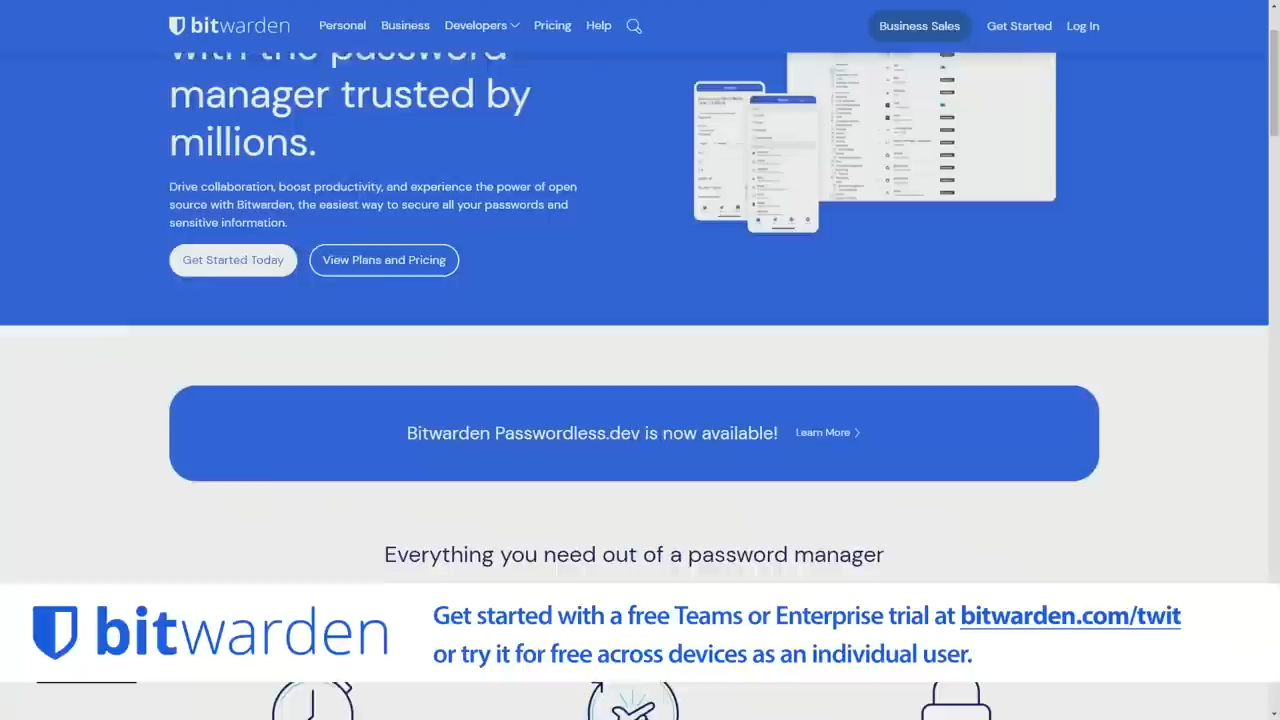 bitwarden
Personal
Business
Developers
Pricing
Help
Business Sales
Get Started
Log In
with the password
manager trusted by
millions.
Drive collaboration, boost productivity, and experience the power of open
source with Bitwarden, the easiest way to secure all your passwords and
sensitive information.
Get Started Today
View Plans and Pricing
Bitwarden Passwordless.dev is now available!
Learn More
Everything you need out of a password manager
bitwarden
Get started with a free Teams or Enterprise trial at bitwarden.com/twit
or try it for free across devices as an individual user.